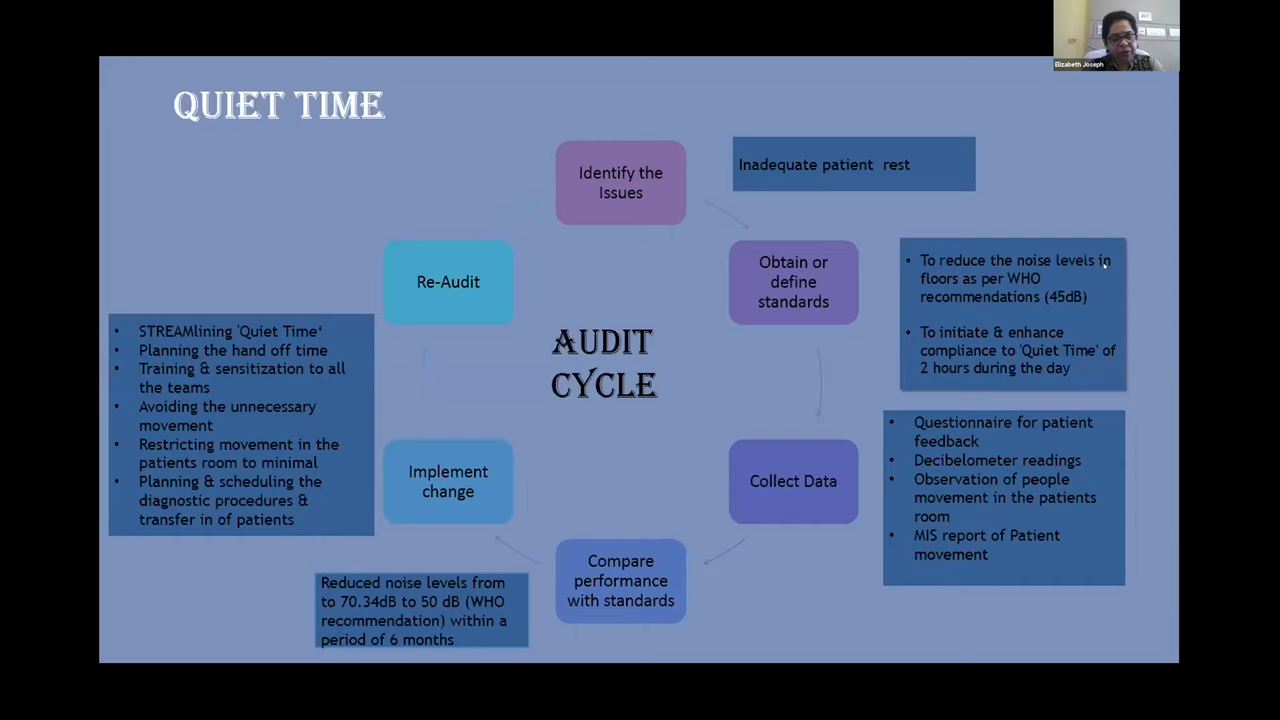 Elizabeth Joseph
QUIET TIME
Identify the
Issues
Inadequate patient rest
Obtain or
define
standards
• To reduce the noise levels in
floors as per WHO
recommendations (45dB)
• To initiate & enhance
compliance to 'Quiet Time' of
2 hours during the day
Collect Data
• Questionnaire for patient
feedback
• Decibelometer readings
• Observation of people
movement in the patients
room
• MIS report of Patient
movement
Compare
performance
with standards
Reduced noise levels from
to 70.34dB to 50 dB (WHO
recommendation) within a
period of 6 months
Implement
change
• STREAMlining 'Quiet Time‘
• Planning the hand off time
• Training & sensitization to all
the teams
• Avoiding the unnecessary
movement
• Restricting movement in the
patients room to minimal
• Planning & scheduling the
diagnostic procedures &
transfer in of patients
Re-Audit
AUDIT
CYCLE